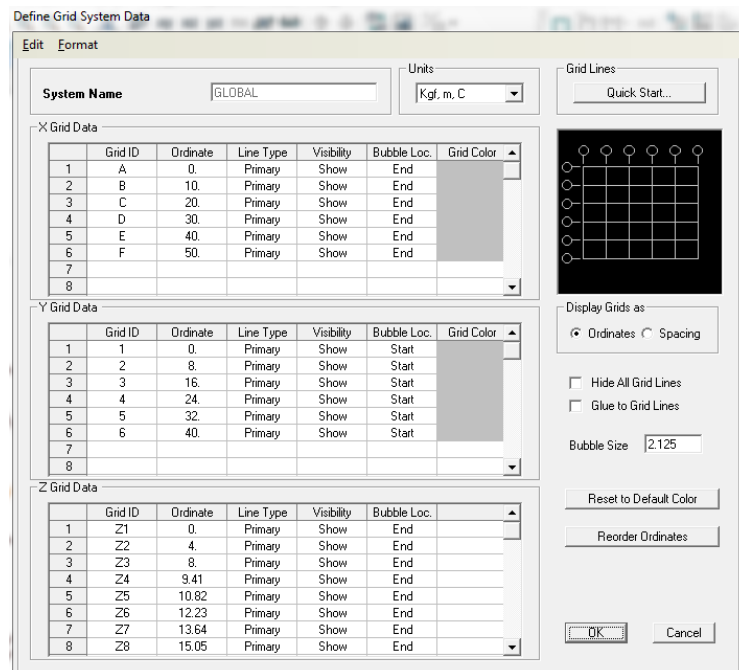 Define Grid System Data
Edit Format
System Name GLOBAL
Units
Kgf, m, C
Grid Lines
Quick Start...
X Grid Data
Grid ID Ordinate Line Type Visibility Bubble Loc. Grid Color
1 A 0. Primary Show End
2 B 10. Primary Show End
3 C 20. Primary Show End
4 D 30. Primary Show End
5 E 40. Primary Show End
6 F 50. Primary Show End
7
8
Y Grid Data
Grid ID Ordinate Line Type Visibility Bubble Loc. Grid Color
1 1 0. Primary Show Start
2 2 8. Primary Show Start
3 3 16. Primary Show Start
4 4 24. Primary Show Start
5 5 32. Primary Show Start
6 6 40. Primary Show Start
7
8
Display Grids as
Ordinates Spacing
Hide All Grid Lines
Glue to Grid Lines
Bubble Size 2.125
Z Grid Data
Grid ID Ordinate Line Type Visibility Bubble Loc.
1 Z1 0. Primary Show End
2 Z2 4. Primary Show End
3 Z3 8. Primary Show End
4 Z4 9.41 Primary Show End
5 Z5 10.82 Primary Show End
6 Z6 12.23 Primary Show End
7 Z7 13.64 Primary Show End
8 Z8 15.05 Primary Show End
Reset to Default Color
Reorder Ordinates
OK Cancel